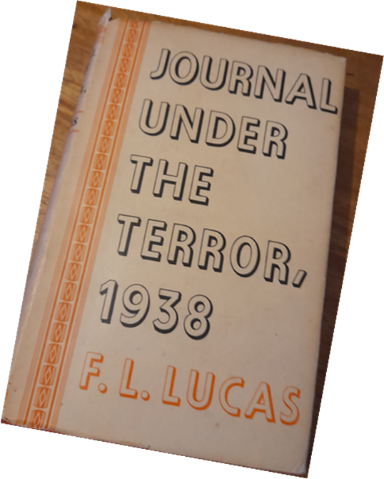 JOURNAL
UNDER
THE
TERROR,
1938
F. L. LUCAS